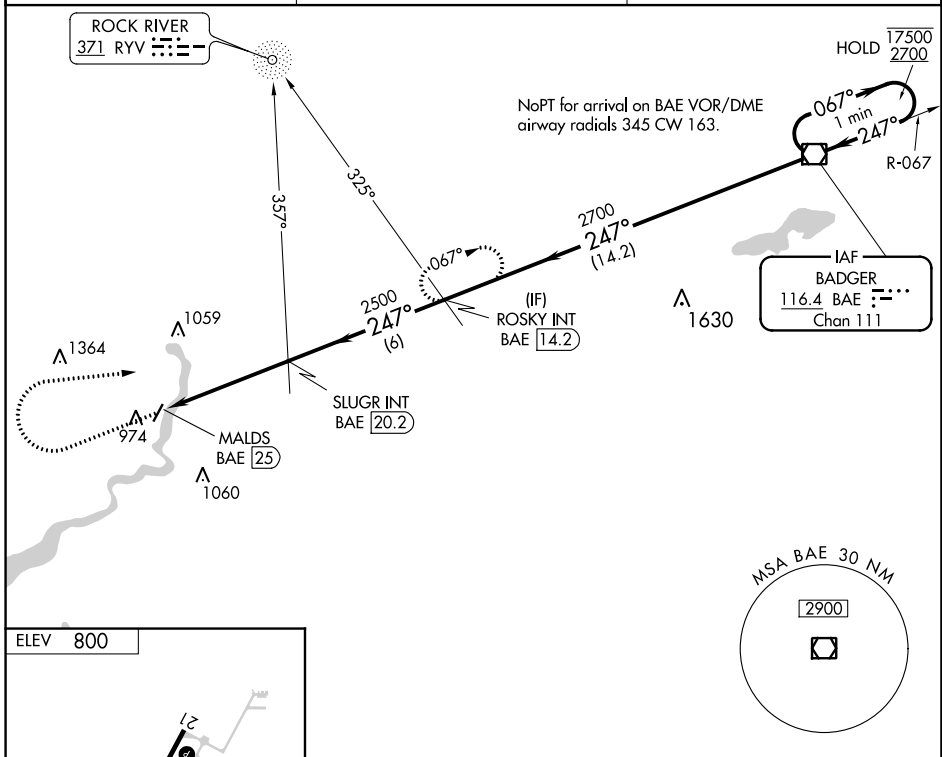 ROCK RIVER
371 RYV
HOLD 17500
2700
NoPT for arrival on BAE VOR/DME
airway radials 345 CW 163.
067°
1 min
247°
R-067
325°
357°
2700
247°
(14.2)
067°
IAF
BADGER
116.4 BAE
Chan 111
(IF)
ROSKY INT
BAE 14.2
1630
2500
247°
(6)
1059
1364
SLUGR INT
BAE 20.2
974
MALDS
BAE 25
1060
MSA BAE 30 NM
2900
ELEV 800
21